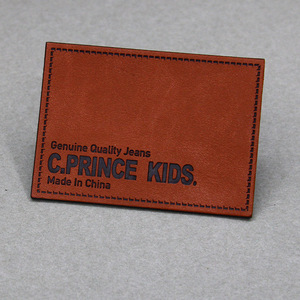 Genuine Quality Jeans
C.PRINCE KIDS.
Made In China